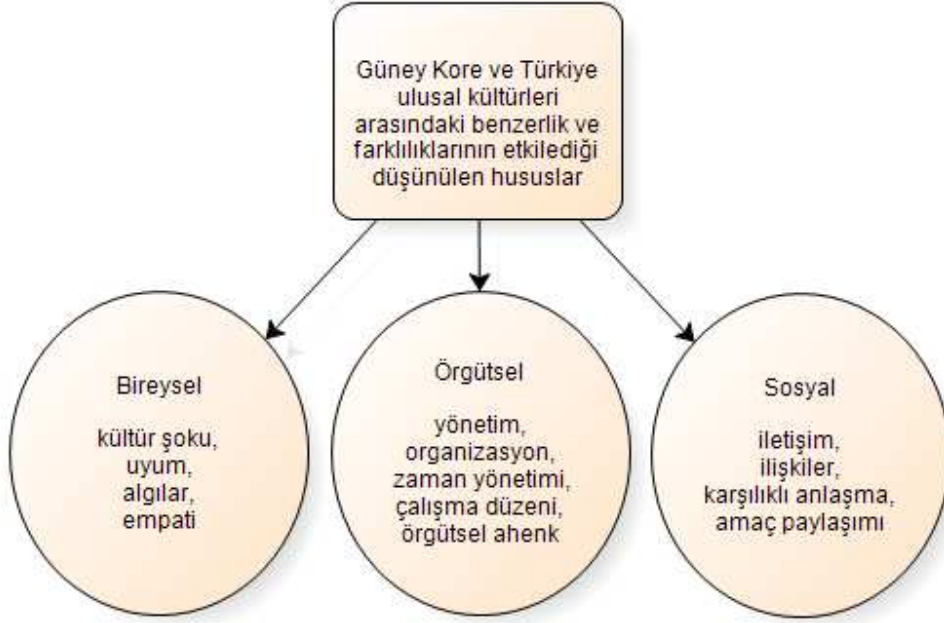 Güney Kore ve Türkiye
ulusal kültürleri
arasındaki benzerlik ve
farklılıklarının etkilediği
düşünülen hususlar
Bireysel
kültür şoku,
uyum,
algılar,
empati
Örgütsel
yönetim,
organizasyon,
zaman yönetimi,
çalışma düzeni,
örgütsel ahenk
Sosyal
iletişim,
ilişkiler,
karşılıklı anlaşma,
amaç paylaşımı